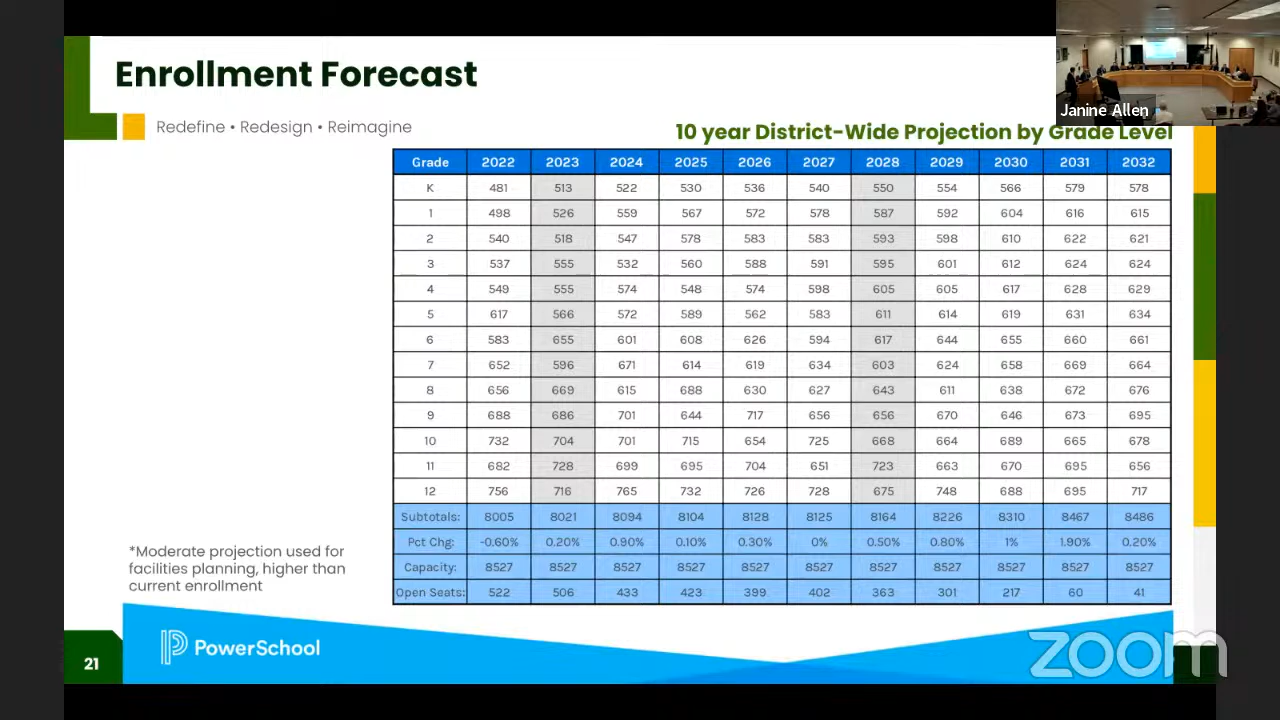 Enrollment Forecast
Redefine • Redesign • Reimagine
Janine Allen
10 year District-Wide Projection by Grade Level
Grade 2022 2023 2024 2025 2026 2027 2028 2029 2030 2031 2032
K 481 513 522 530 536 540 550 554 566 579 578
1 498 526 559 567 572 578 587 592 604 616 615
2 540 518 547 578 583 583 593 598 610 622 621
3 537 555 532 560 588 591 595 601 612 624 624
4 549 555 574 548 574 598 605 605 617 628 629
5 617 566 572 589 562 583 611 614 619 631 634
6 583 655 601 608 626 594 617 644 655 660 661
7 652 596 671 614 619 634 603 624 658 669 664
8 656 669 615 688 630 627 643 611 638 672 676
9 688 686 701 644 717 656 656 670 646 673 695
10 732 704 701 715 654 725 668 664 689 665 678
11 682 728 699 695 704 651 723 663 670 695 656
12 756 716 765 732 726 728 675 748 688 695 717
Subtotals: 8005 8021 8094 8104 8128 8125 8164 8226 8310 8467 8486
Pct Chg: -0.60% 0.20% 0.90% 0.10% 0.30% 0% 0.50% 0.80% 1% 1.90% 0.20%
Capacity: 8527 8527 8527 8527 8527 8527 8527 8527 8527 8527 8527
Open Seats: 522 506 433 423 399 402 363 301 217 60 41
*Moderate projection used for
facilities planning, higher than
current enrollment
PowerSchool
21
zoom